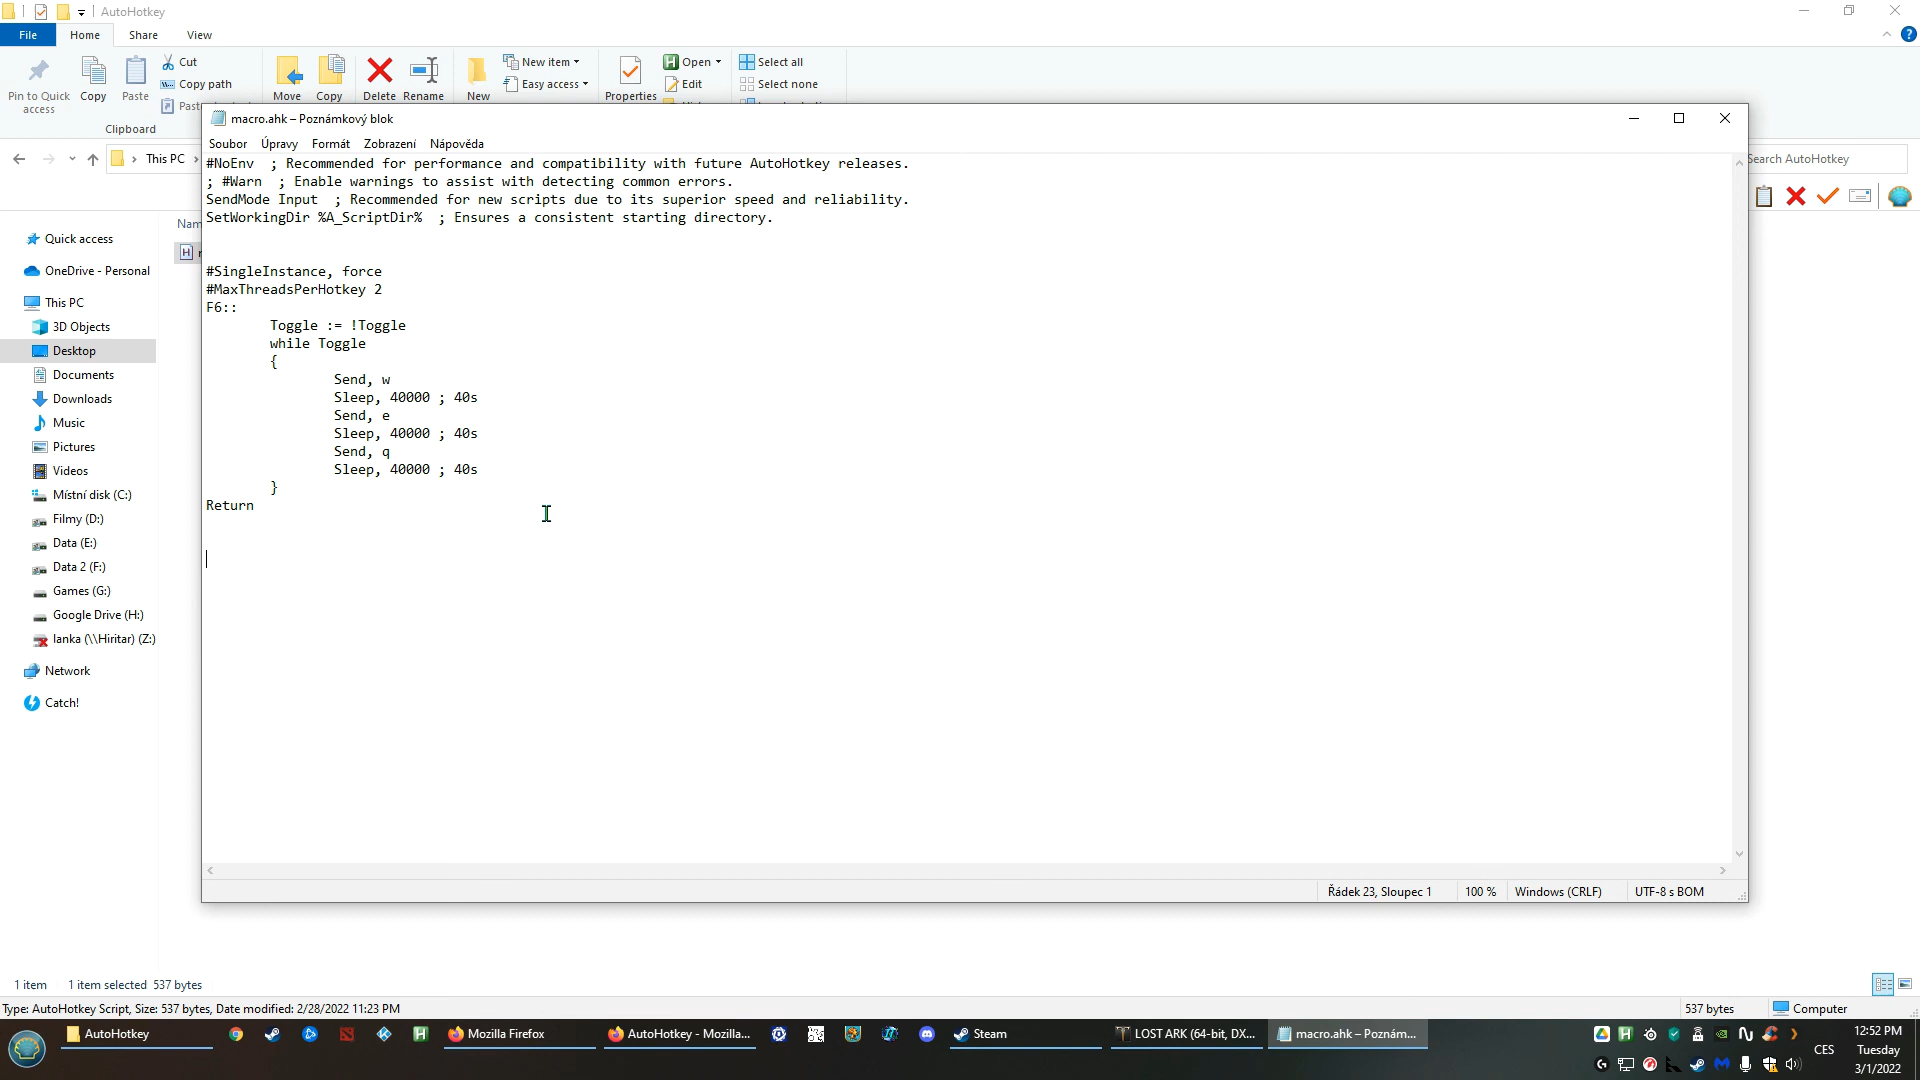 AutoHotkey
File Home Share View
Pin to Quick access
Copy
Paste
Cut
Copy path
Clipboard
Move
Copy
Delete
Rename
New
New item
Easy access
Properties
Open
Edit
Select all
Select none
This PC
Search AutoHotkey
macro.ahk – Poznámkový blok
Soubor Úpravy Formát Zobrazení Nápověda
#NoEnv  ; Recommended for performance and compatibility with future AutoHotkey releases.
; #Warn  ; Enable warnings to assist with detecting common errors.
SendMode Input  ; Recommended for new scripts due to its superior speed and reliability.
SetWorkingDir %A_ScriptDir%  ; Ensures a consistent starting directory.
#SingleInstance, force
#MaxThreadsPerHotkey 2
F6::
Toggle := !Toggle
while Toggle
{
Send, w
Sleep, 40000 ; 40s
Send, e
Sleep, 40000 ; 40s
Send, q
Sleep, 40000 ; 40s
}
Return
Řádek 23, Sloupec 1
100 %
Windows (CRLF)
UTF-8 s BOM
Quick access
OneDrive - Personal
This PC
3D Objects
Desktop
Documents
Downloads
Music
Pictures
Videos
Místní disk (C:)
Filmy (D:)
Data (E:)
Data 2 (F:)
Games (G:)
Google Drive (H:)
lanka (\\Hiritar) (Z:)
Network
Catch!
1 item 1 item selected 537 bytes
Type: AutoHotkey Script, Size: 537 bytes, Date modified: 2/28/2022 11:23 PM
537 bytes
Computer
AutoHotkey
Mozilla Firefox
AutoHotkey - Mozilla...
Steam
LOST ARK (64-bit, DX...
macro.ahk – Poznám...
CES
12:52 PM
Tuesday
3/1/2022